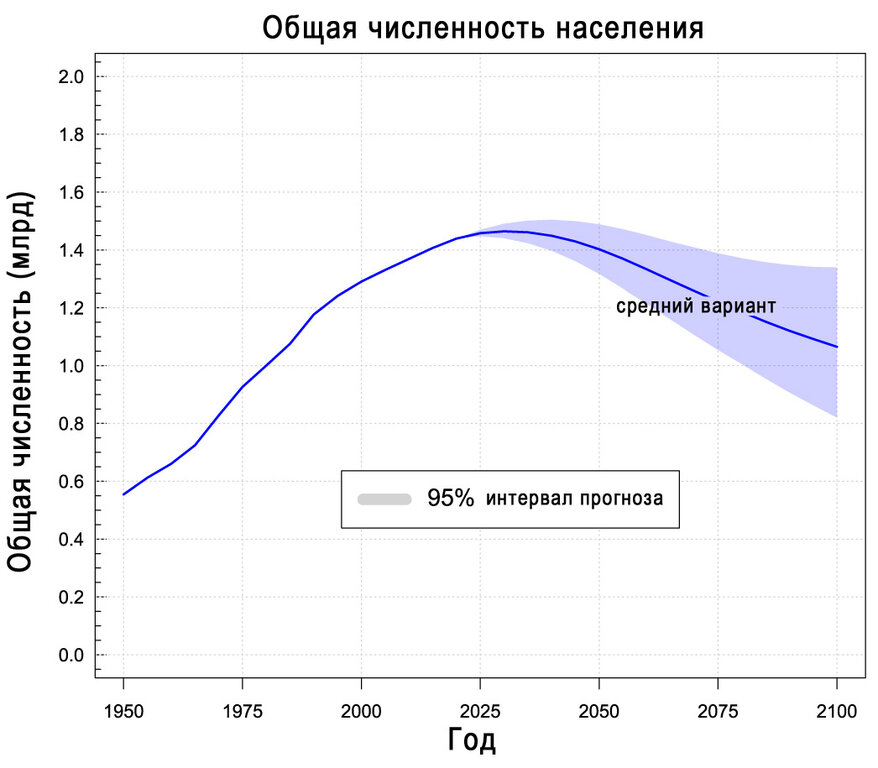 Общая численность населения
Общая численность (млрд)
2.0
1.8
1.6
1.4
1.2
1.0
0.8
0.6
0.4
0.2
0.0
средний вариант
95% интервал прогноза
1950 1975 2000 2025 2050 2075 2100
Год